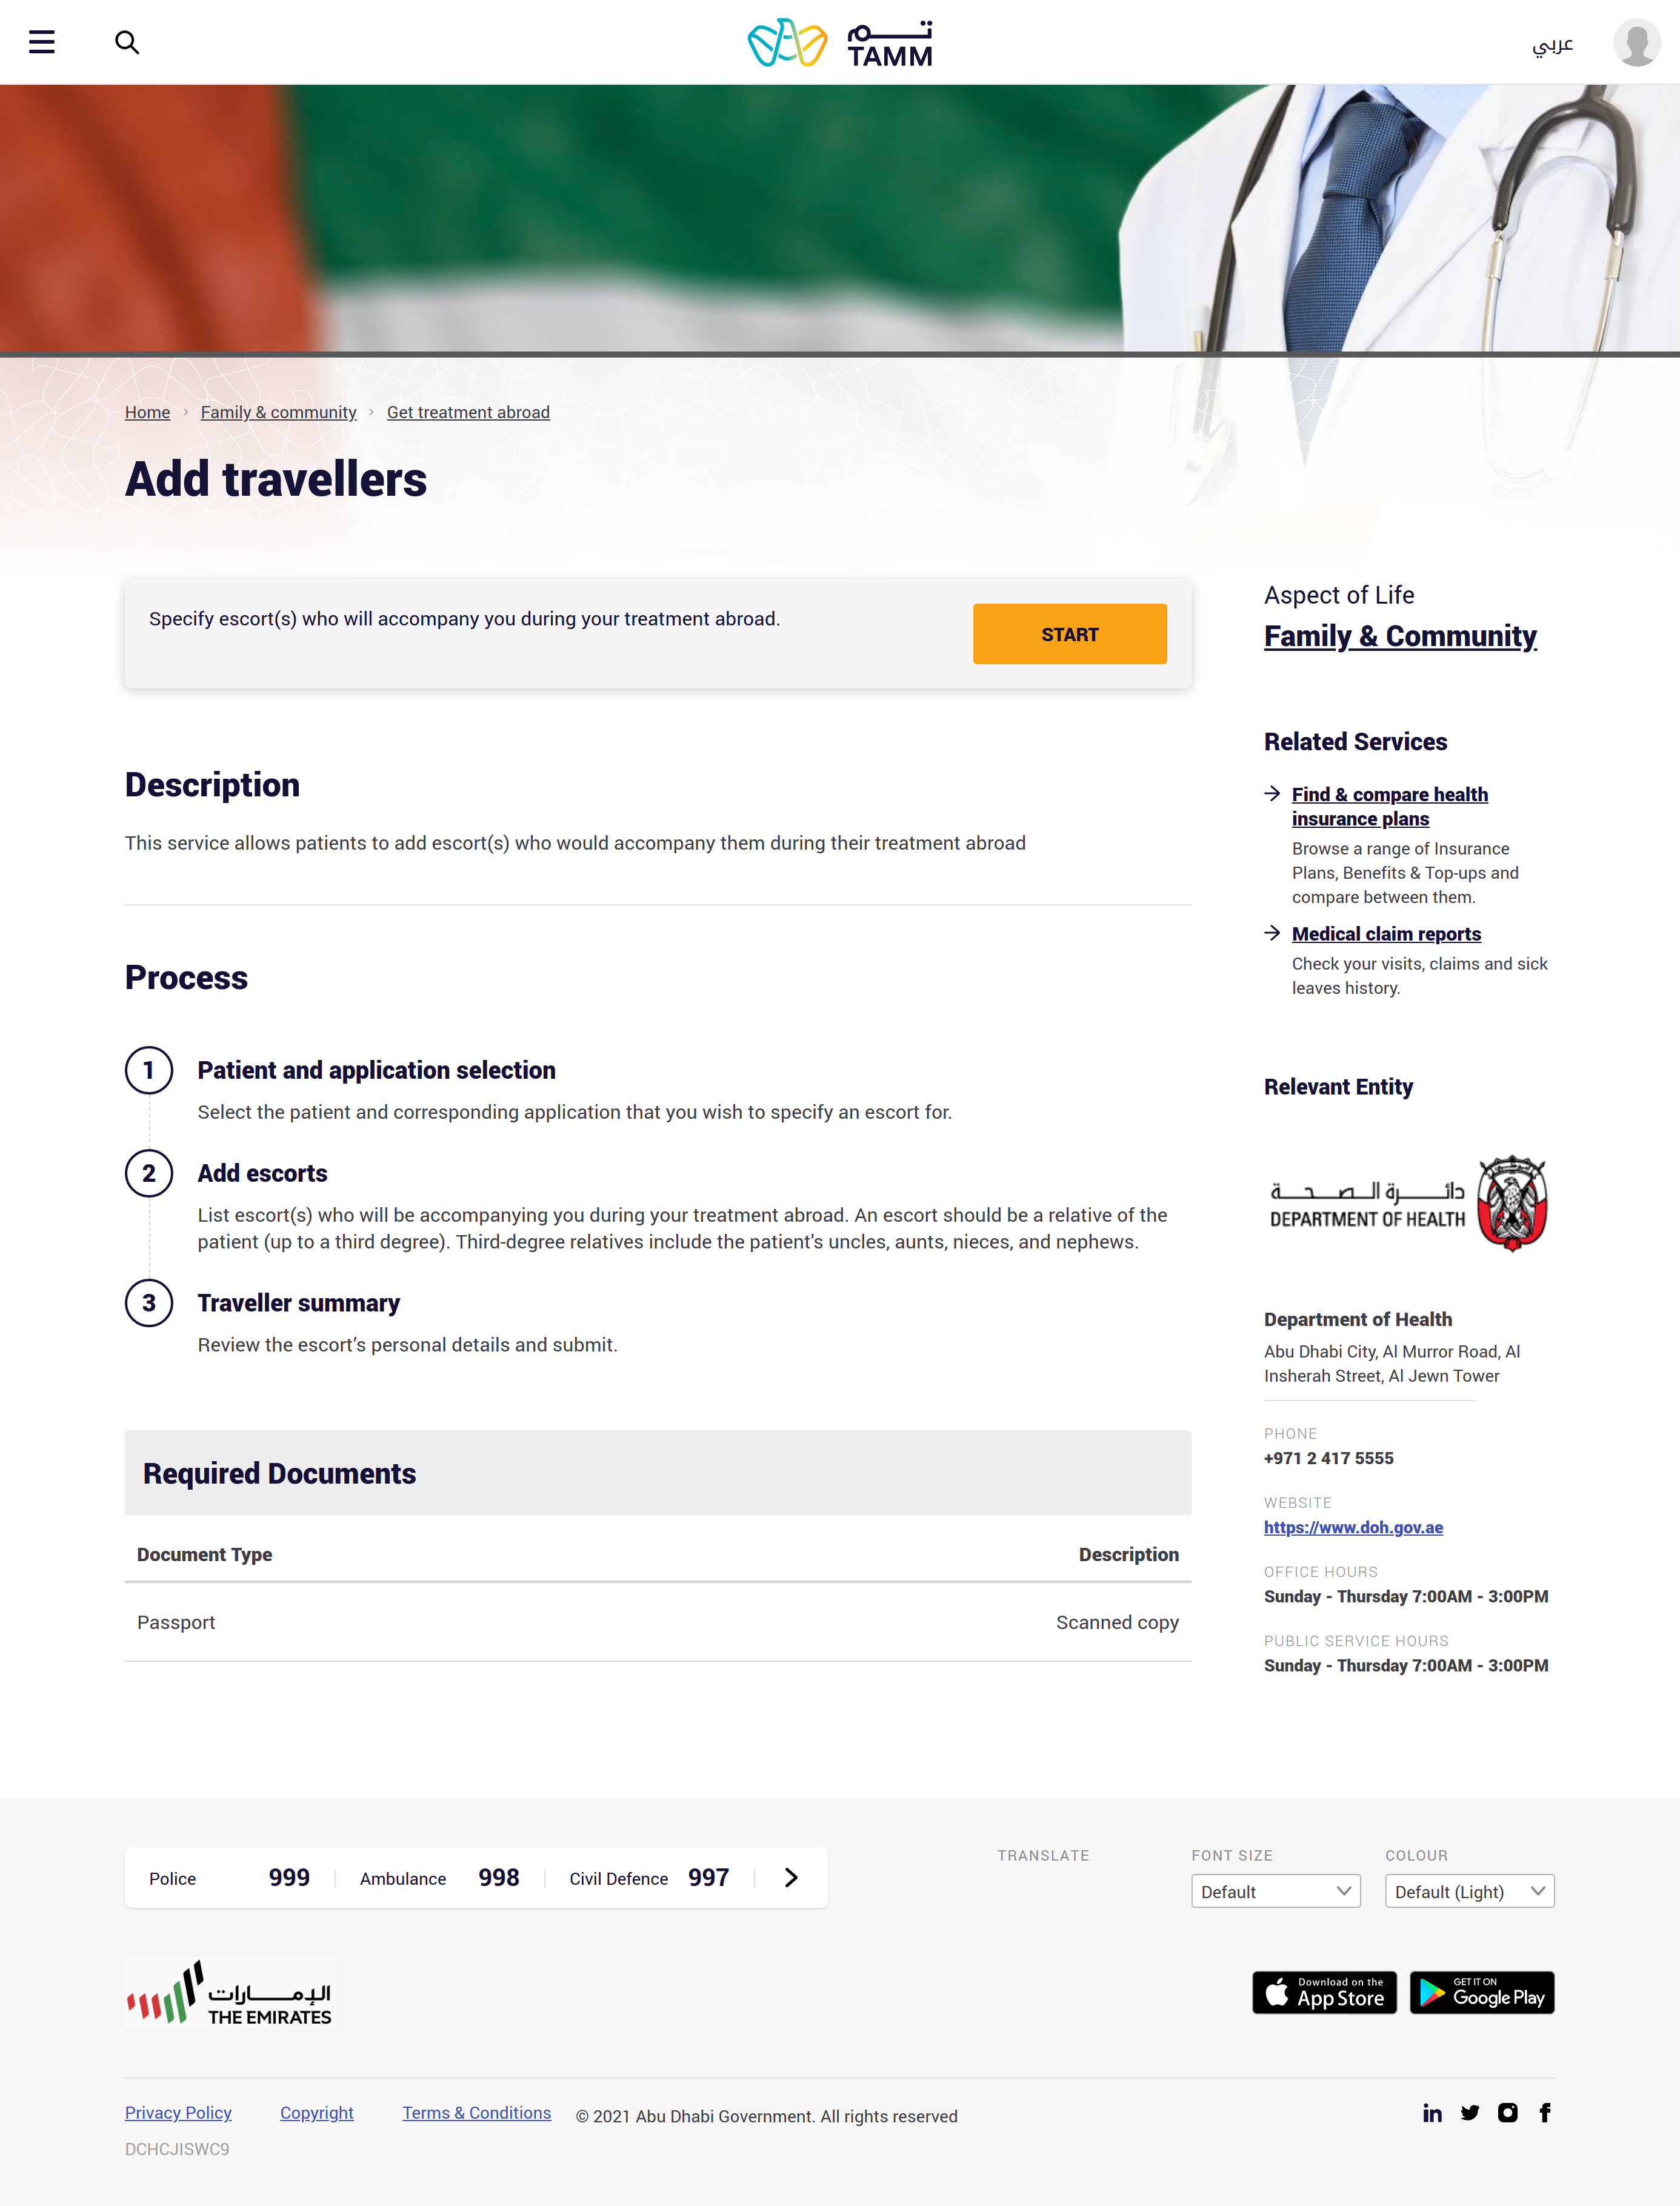 تــم
TAMM
عربي
Home
Family & community
Get treatment abroad
Add travellers
Specify escort(s) who will accompany you during your treatment abroad.
START
Description
This service allows patients to add escort(s) who would accompany them during their treatment abroad
Process
1
Patient and application selection
Select the patient and corresponding application that you wish to specify an escort for.
2
Add escorts
List escort(s) who will be accompanying you during your treatment abroad. An escort should be a relative of the
patient (up to a third degree). Third-degree relatives include the patient's uncles, aunts, nieces, and nephews.
3
Traveller summary
Review the escort’s personal details and submit.
Required Documents
Document Type Description
Passport Scanned copy
Aspect of Life
Family & Community
Related Services
Find & compare health
insurance plans
Browse a range of Insurance
Plans, Benefits & Top-ups and
compare between them.
Medical claim reports
Check your visits, claims and sick
leaves history.
Relevant Entity
دائـــرة الـصـحـة
DEPARTMENT OF HEALTH
Department of Health
Abu Dhabi City, Al Murror Road, Al
Insherah Street, Al Jewn Tower
PHONE
+971 2 417 5555
WEBSITE
https://www.doh.gov.ae
OFFICE HOURS
Sunday - Thursday 7:00AM - 3:00PM
PUBLIC SERVICE HOURS
Sunday - Thursday 7:00AM - 3:00PM
Police 999 Ambulance 998 Civil Defence 997
TRANSLATE
FONT SIZE
Default
COLOUR
Default (Light)
الإمـــارات
THE EMIRATES
Download on the
App Store
GET IT ON
Google Play
Privacy Policy Copyright Terms & Conditions © 2021 Abu Dhabi Government. All rights reserved
DCHCJISWC9